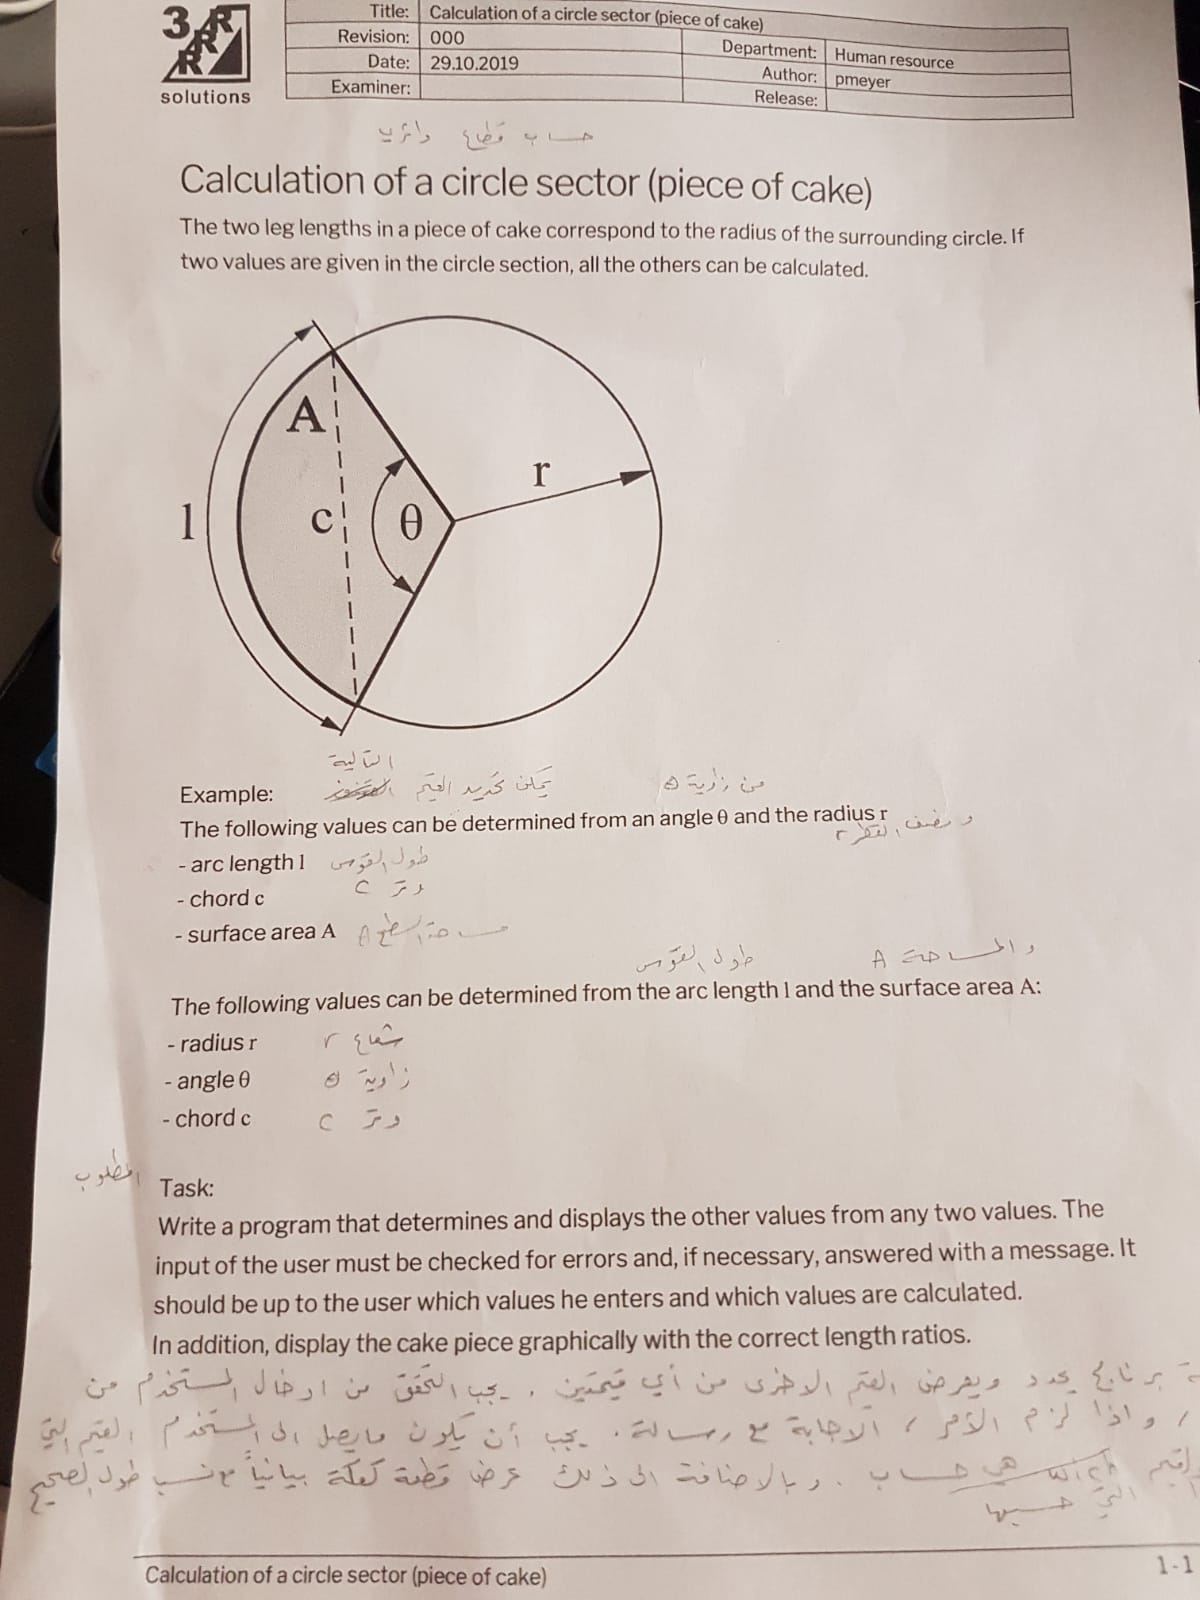 3RRR
solutions
Title: Calculation of a circle sector (piece of cake)
Revision: 000
Department: Human resource
Date: 29.10.2019
Author: pmeyer
Examiner:
Release:
حساب قطاع دائري
Calculation of a circle sector (piece of cake)
The two leg lengths in a piece of cake correspond to the radius of the surrounding circle. If
two values are given in the circle section, all the others can be calculated.
A
r
l
c
θ
التالية
Example:
يمكن تحديد القيم
من زاوية θ
The following values can be determined from an angle θ and the radius r
و نصف القطر r
- arc length l طول القوس
- chord c وتر c
- surface area A مساحة السطح A
طول القوس
والمساحة A
The following values can be determined from the arc length l and the surface area A:
- radius r شعاع r
- angle θ زاوية θ
- chord c وتر c
المطلوب
Task:
Write a program that determines and displays the other values from any two values. The
input of the user must be checked for errors and, if necessary, answered with a message. It
should be up to the user which values he enters and which values are calculated.
In addition, display the cake piece graphically with the correct length ratios.
برنامج يحدد ويعرض القيم الاخرى من أي قيمتين . يجب التحقق من ادخال المستخدم من
واذا لزم الأمر ، الاجابة مع رسالة . يجب أن يكون مايصل الى المستخدم القيم التي
هي حساب . وبالاضافة الى ذلك عرض قطعة كعكة بيانياً مع نسب طول الصحيح
التي حسبها
Calculation of a circle sector (piece of cake)
1-1